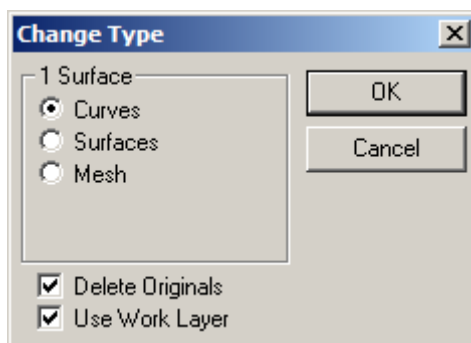 Change Type
1 Surface
Curves
Surfaces
Mesh
OK
Cancel
Delete Originals
Use Work Layer